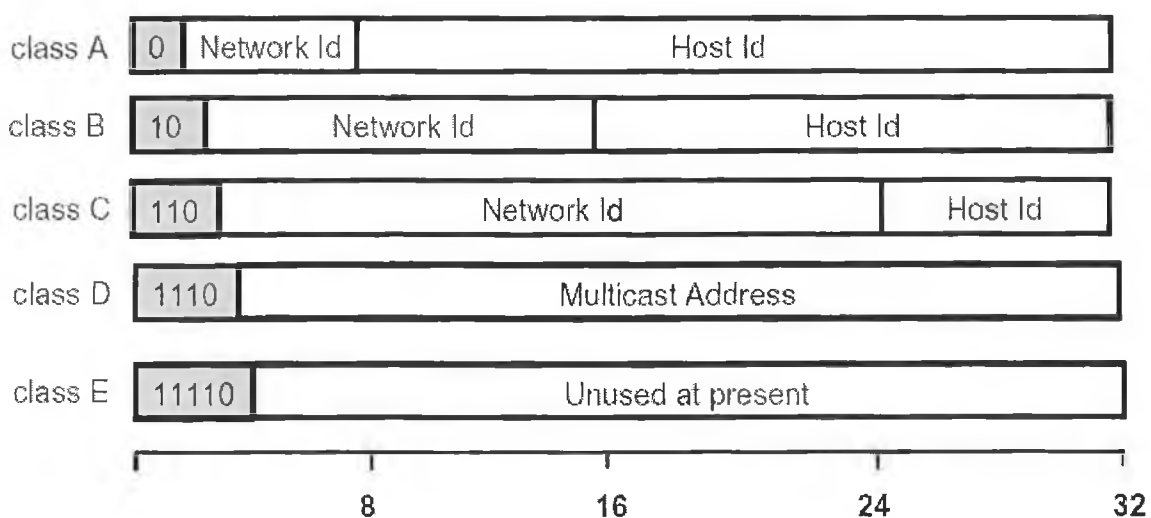 class A 0 Network Id Host Id
class B 10 Network Id Host Id
class C 110 Network Id Host Id
class D 1110 Multicast Address
class E 11110 Unused at present
8 16 24 32